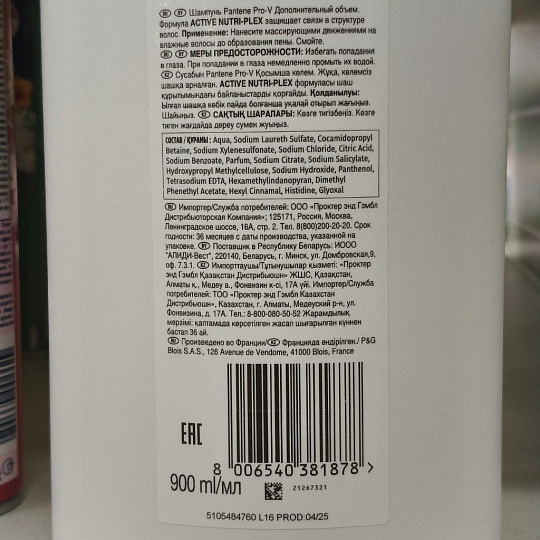 RU BY Шампунь Pantene Pro-V Дополнительный объем.
Формула ACTIVE NUTRI-PLEX защищает связи в структуре
волос. Применение: Нанесите массирующими движениями на
влажные волосы до образования пены. Смойте.
RU BY МЕРЫ ПРЕДОСТОРОЖНОСТИ: Избегать попадания
в глаза. При попадании в глаза немедленно промыть их водой.
KZ Сусабын Pantene Pro-V Қосымша көлем. Жұқа, көлемсіз
шашқа арналған. ACTIVE NUTRI-PLEX формуласы шаш
құрылымындағы байланыстарды қорғайды. Қолданылуы:
Ылғал шашқа көбік пайда болғанша укалай отырып жағыңыз.
Шайыңыз. KZ САҚТЫҚ ШАРАЛАРЫ: Көзге тигізбеңіз. Көзге
тиген жағдайда дереу сумен жуыңыз.
СОСТАВ / ҚҰРАМЫ: Aqua, Sodium Laureth Sulfate, Cocamidopropyl
Betaine, Sodium Xylenesulfonate, Sodium Chloride, Citric Acid,
Sodium Benzoate, Parfum, Sodium Citrate, Sodium Salicylate,
Hydroxypropyl Methylcellulose, Sodium Hydroxide, Panthenol,
Tetrasodium EDTA, Hexamethylindanopyran, Dimethyl
Phenethyl Acetate, Hexyl Cinnamal, Histidine, Glyoxal
RU Импортер/Служба потребителей: ООО «Проктер энд Гэмбл
Дистрибьюторская Компания»; 125171, Россия, Москва,
Ленинградское шоссе, 16А, стр. 2. Тел. 8(800)200-20-20. Срок
годности: 36 месяцев с даты производства, указанной на
упаковке. BY Поставщик в Республику Беларусь: ИООО
"АЛИДИ-Вест", 220140, Беларусь, г. Минск, ул. Домбровская,9,
оф. 7.3.1. KZ Импорттаушы/Тұтынушылар қызметі: «Проктер
энд Гэмбл Қазақстан Дистрибьюшн» ЖШС, Қазақстан,
Алматы қ., Медеу а., Фонвизин к-сі, 17А үйі. Импортер/Служба
потребителей: ТОО «Проктер энд Гэмбл Казахстан
Дистрибьюшн», Казахстан, г. Алматы, Медеуский р-н, ул.
Фонвизина, д. 17А. Тел.: 8-800-080-50-52 Жарамдылық
мерзімі: қаптамада көрсетілген жасап шығарылған күннен
бастап 36 ай.
RU Произведено во Франции/KZ Францияда өндірілген./ P&G
Blois S.A.S., 126 Avenue de Vendome, 41000 Blois, France
EAC
8 006540 381878 >
900 ml/мл
21267321
5105484760 L16 PROD:04/25